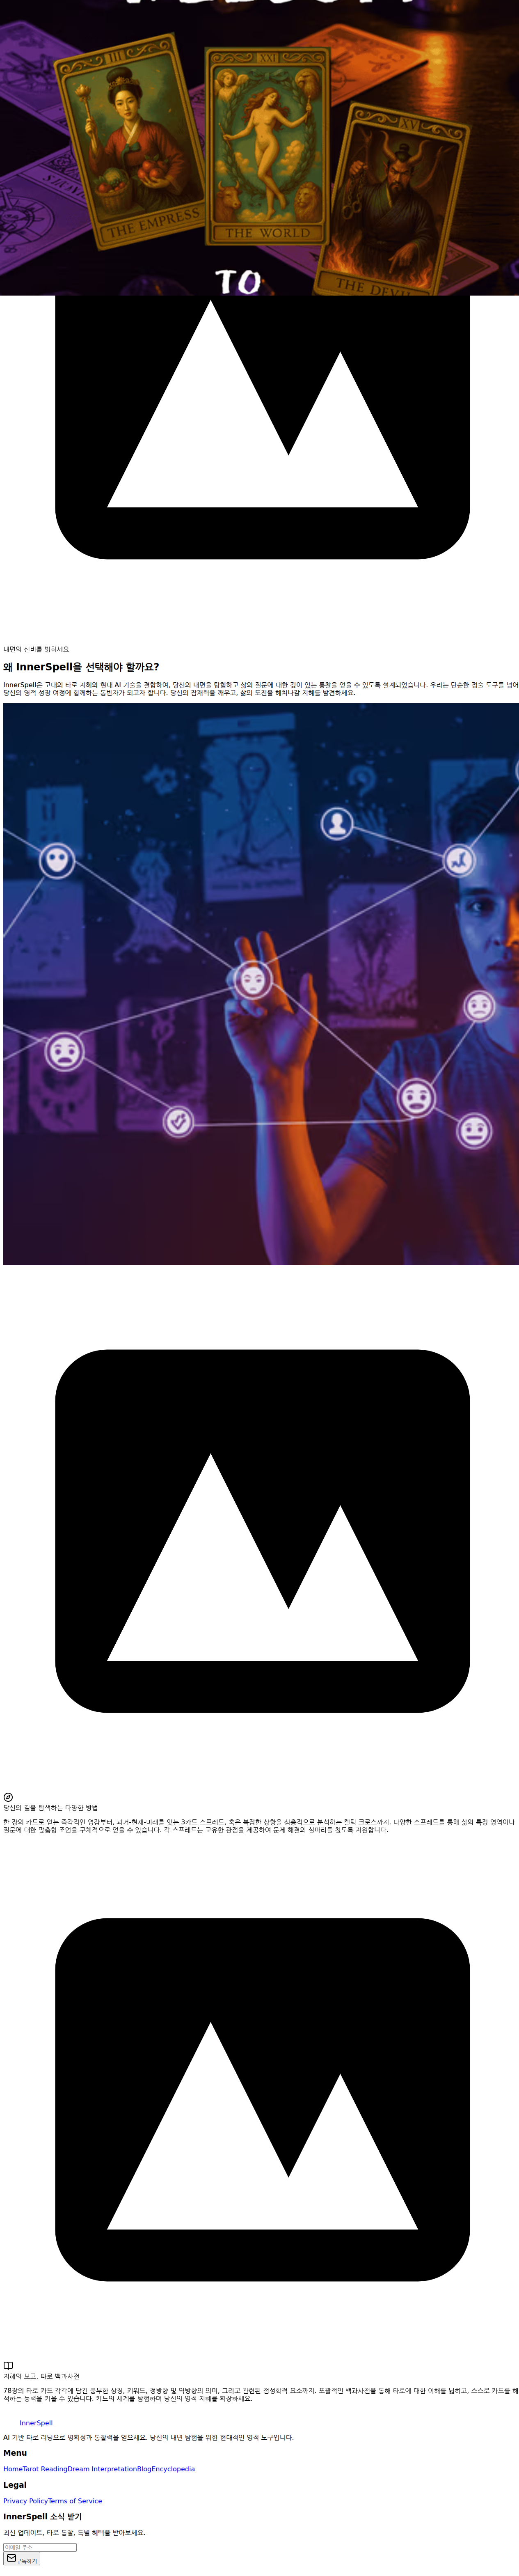 III
THE EMPRESS
XXI
THE WORLD
XV
THE DEVIL
TO
내면의 신비를 밝히세요
왜 InnerSpell을 선택해야 할까요?
InnerSpell은 고대의 타로 지혜와 현대 AI 기술을 결합하여, 당신의 내면을 탐험하고 삶의 질문에 대한 깊이 있는 통찰을 얻을 수 있도록 설계되었습니다. 우리는 단순한 점술 도구를 넘어
당신의 영적 성장 여정에 함께하는 동반자가 되고자 합니다. 당신의 잠재력을 깨우고, 삶의 도전을 헤쳐나갈 지혜를 발견하세요.
당신의 길을 탐색하는 다양한 방법
한 장의 카드로 얻는 즉각적인 영감부터, 과거-현재-미래를 잇는 3카드 스프레드, 혹은 복잡한 상황을 심층적으로 분석하는 켈틱 크로스까지. 다양한 스프레드를 통해 삶의 특정 영역이나
질문에 대한 맞춤형 조언을 구체적으로 얻을 수 있습니다. 각 스프레드는 고유한 관점을 제공하여 문제 해결의 실마리를 찾도록 지원합니다.
지혜의 보고, 타로 백과사전
78장의 타로 카드 각각에 담긴 풍부한 상징, 키워드, 정방향 및 역방향의 의미, 그리고 관련된 점성학적 요소까지. 포괄적인 백과사전을 통해 타로에 대한 이해를 넓히고, 스스로 카드를 해
석하는 능력을 키울 수 있습니다. 카드의 세계를 탐험하며 당신의 영적 지혜를 확장하세요.
InnerSpell
AI 기반 타로 리딩으로 명확성과 통찰력을 얻으세요. 당신의 내면 탐험을 위한 현대적인 영적 도구입니다.
Menu
HomeTarot ReadingDream InterpretationBlogEncyclopedia
Legal
Privacy PolicyTerms of Service
InnerSpell 소식 받기
최신 업데이트, 타로 통찰, 특별 혜택을 받아보세요.
이메일 주소
구독하기